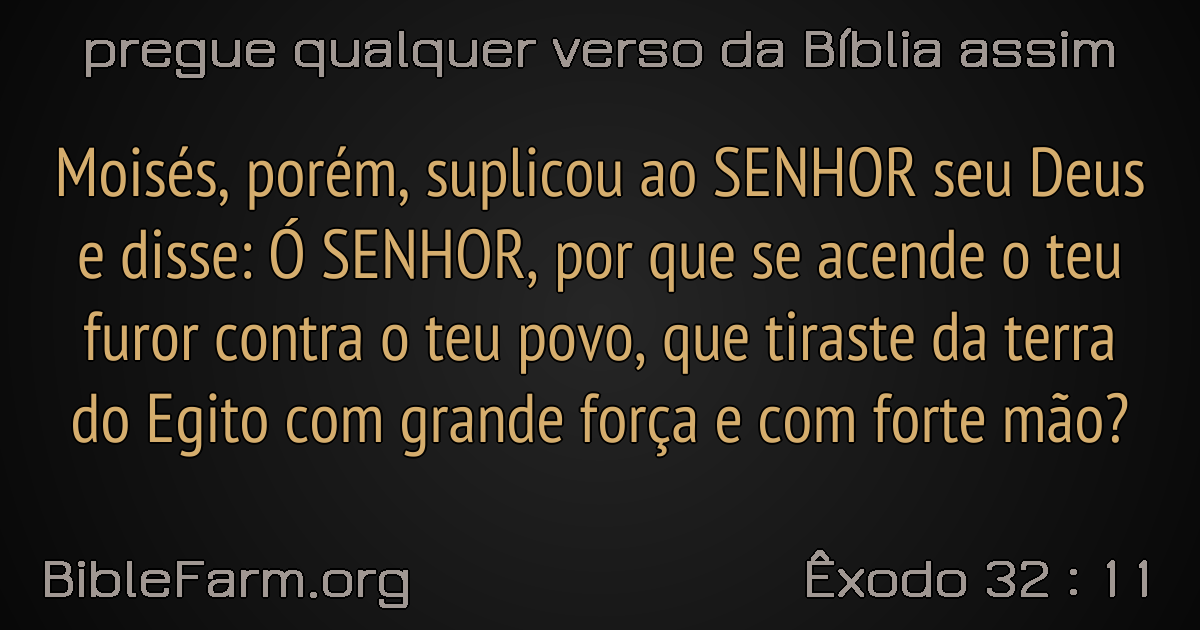 pregue qualquer verso da Bíblia assim
Moisés, porém, suplicou ao SENHOR seu Deus
e disse: Ó SENHOR, por que se acende o teu
furor contra o teu povo, que tiraste da terra
do Egito com grande força e com forte mão?
BibleFarm.org
Êxodo 32 : 11